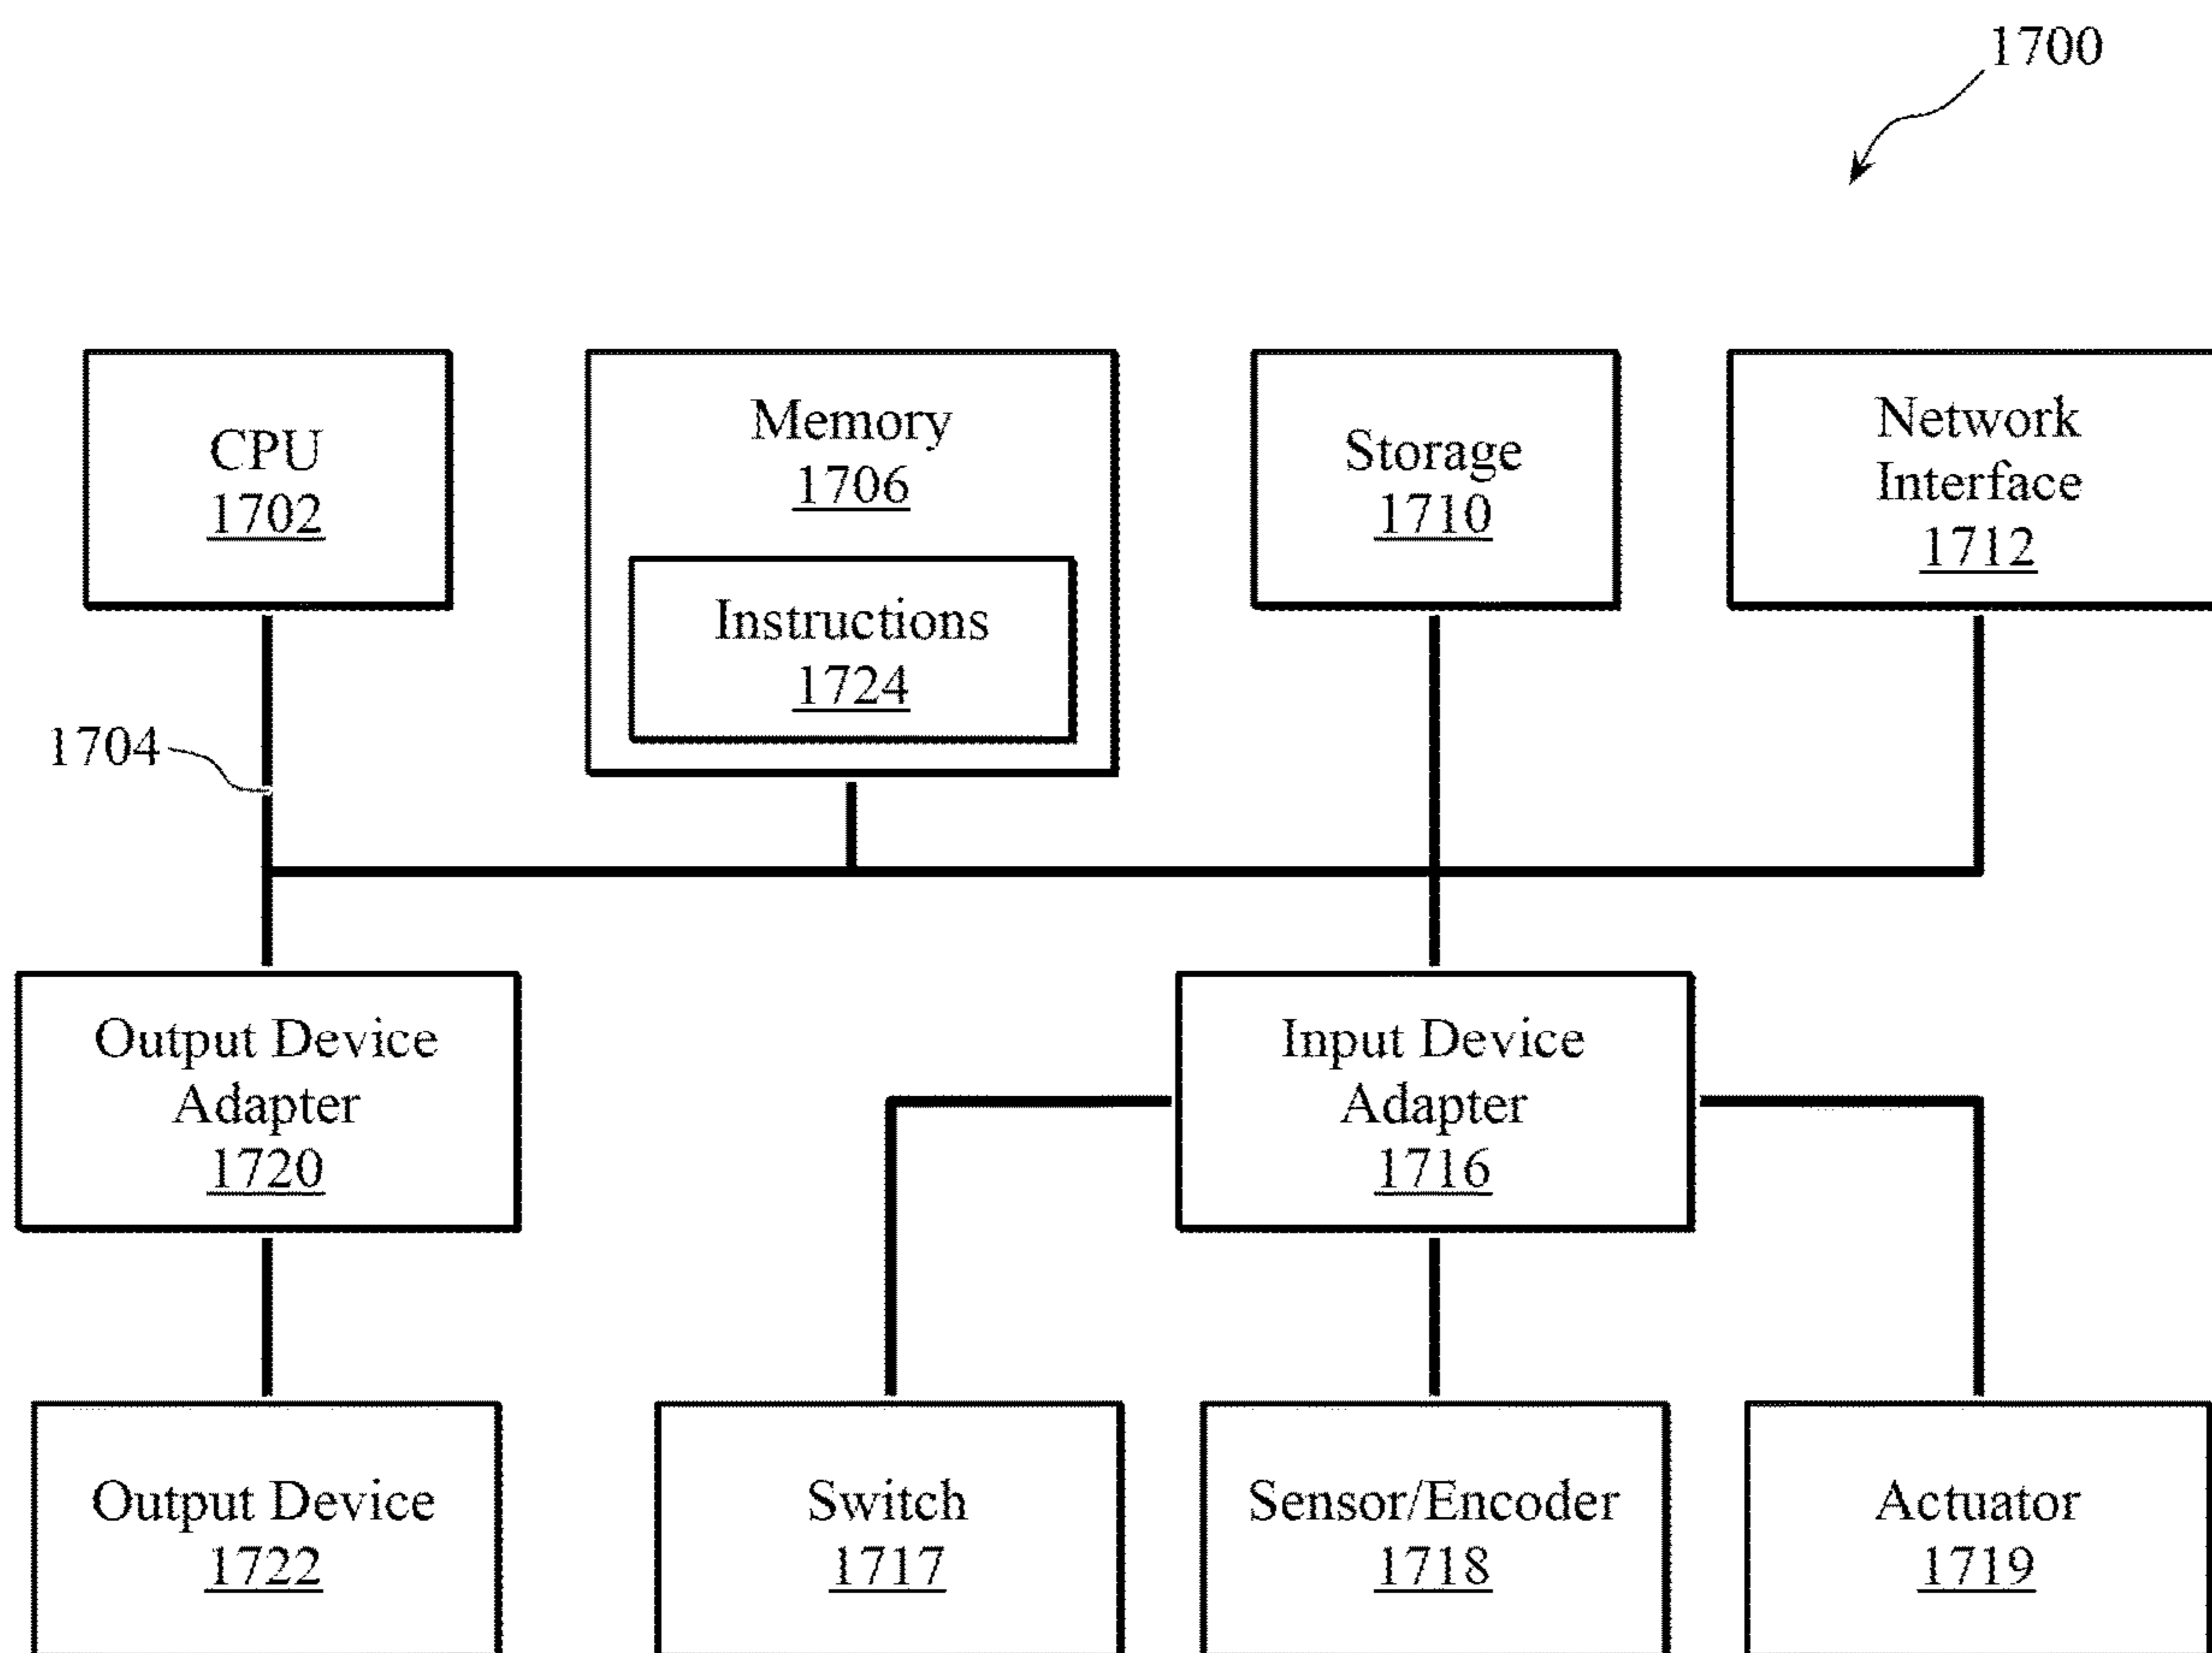 1700
CPU
1702
Memory
1706
Instructions
1724
Storage
1710
Network
Interface
1712
1704
Output Device
Adapter
1720
Input Device
Adapter
1716
Output Device
1722
Switch
1717
Sensor/Encoder
1718
Actuator
1719